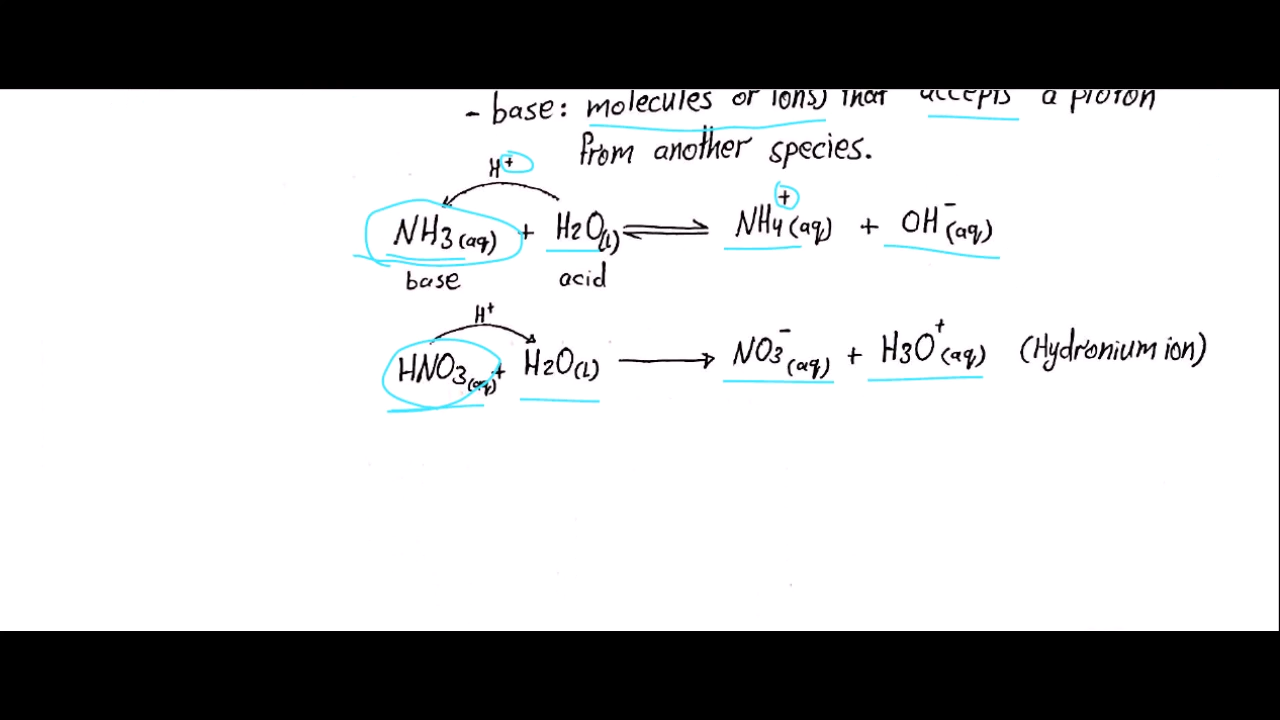 - base: molecules or ions) that accepts a proton
from another species.
H⁺
NH3(aq) + H2O(l) ⇌ NH4⁺(aq) + OH⁻(aq)
base acid
H⁺
HNO3(aq) + H2O(l) ⟶ NO3⁻(aq) + H3O⁺(aq) (Hydronium ion)